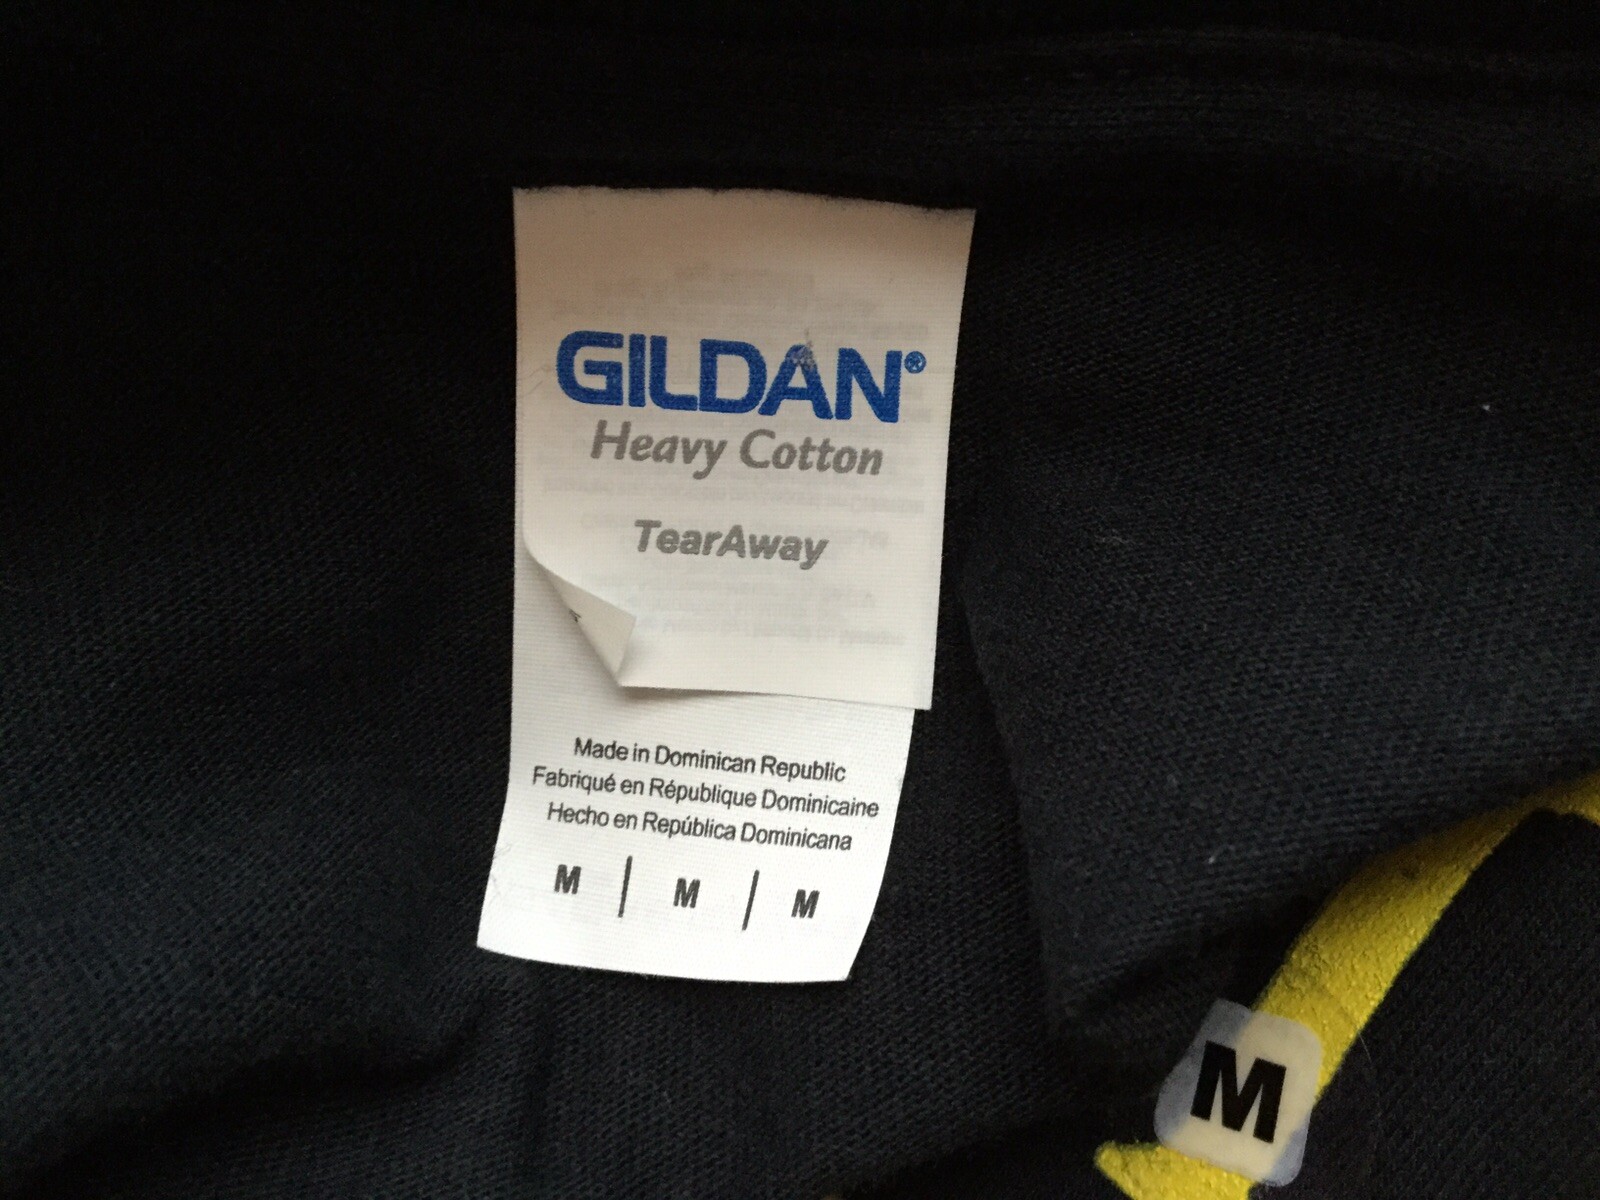 GILDAN®
Heavy Cotton
TearAway
Made in Dominican Republic
Fabriqué en République Dominicaine
Hecho en República Dominicana
M | M | M
M